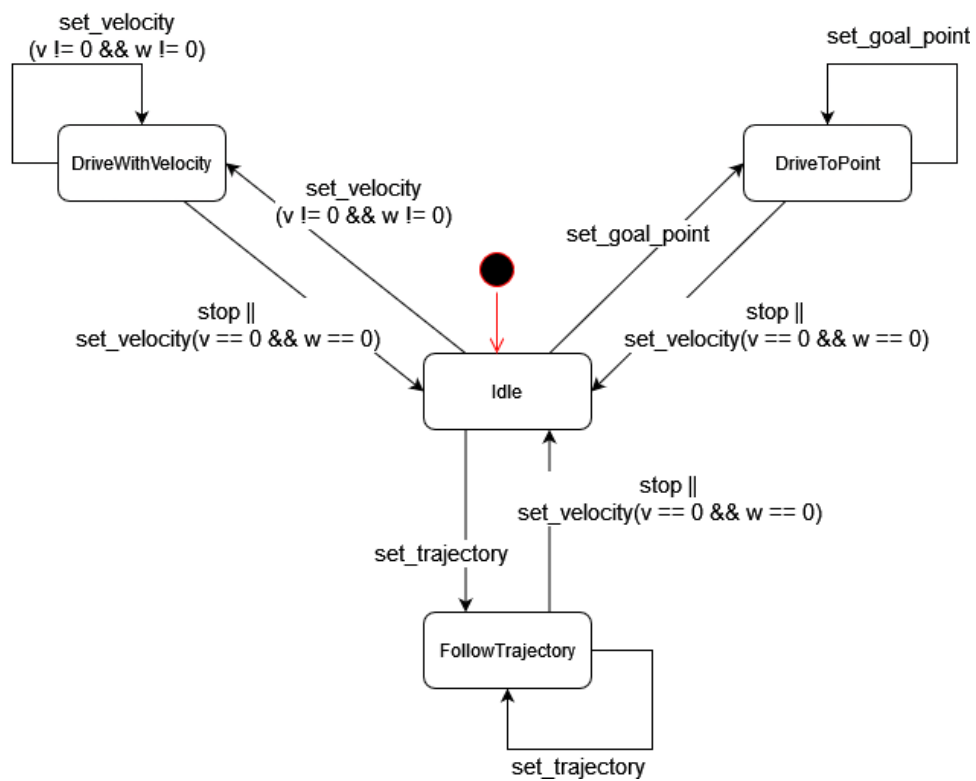 set_velocity
(v != 0 && w != 0)
set_goal_point
DriveWithVelocity
DriveToPoint
set_velocity
(v != 0 && w != 0)
set_goal_point
stop ||
set_velocity(v == 0 && w == 0)
stop ||
set_velocity(v == 0 && w == 0)
Idle
stop ||
set_velocity(v == 0 && w == 0)
set_trajectory
FollowTrajectory
set_trajectory